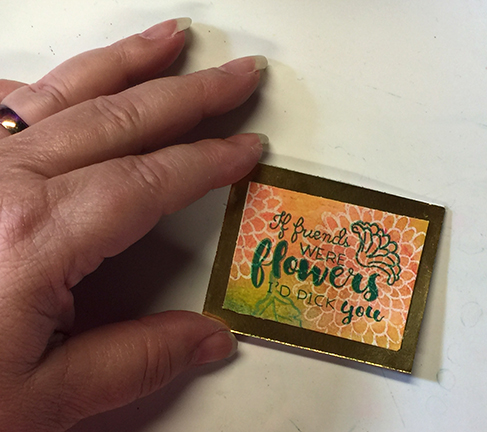 If friends
WERE
flowers
I'D PICK you